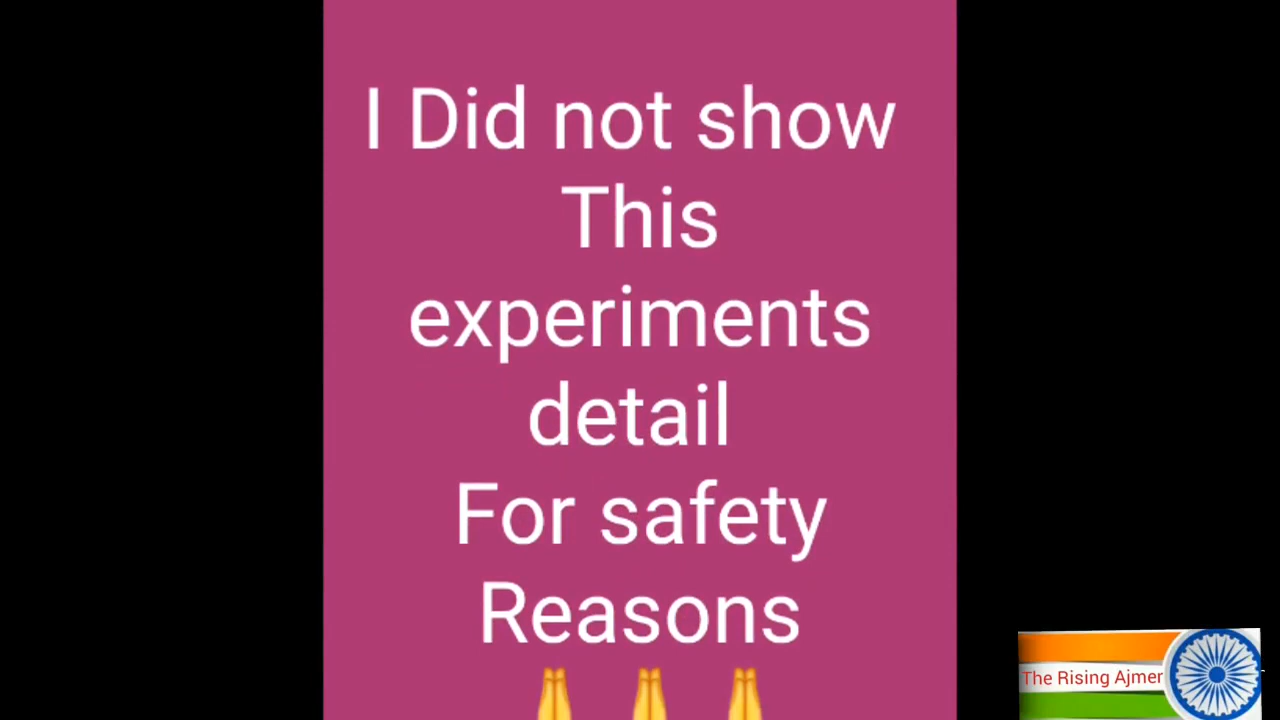 I Did not show
This
experiments
detail
For safety
Reasons
🙏 🙏 🙏
The Rising Ajmer